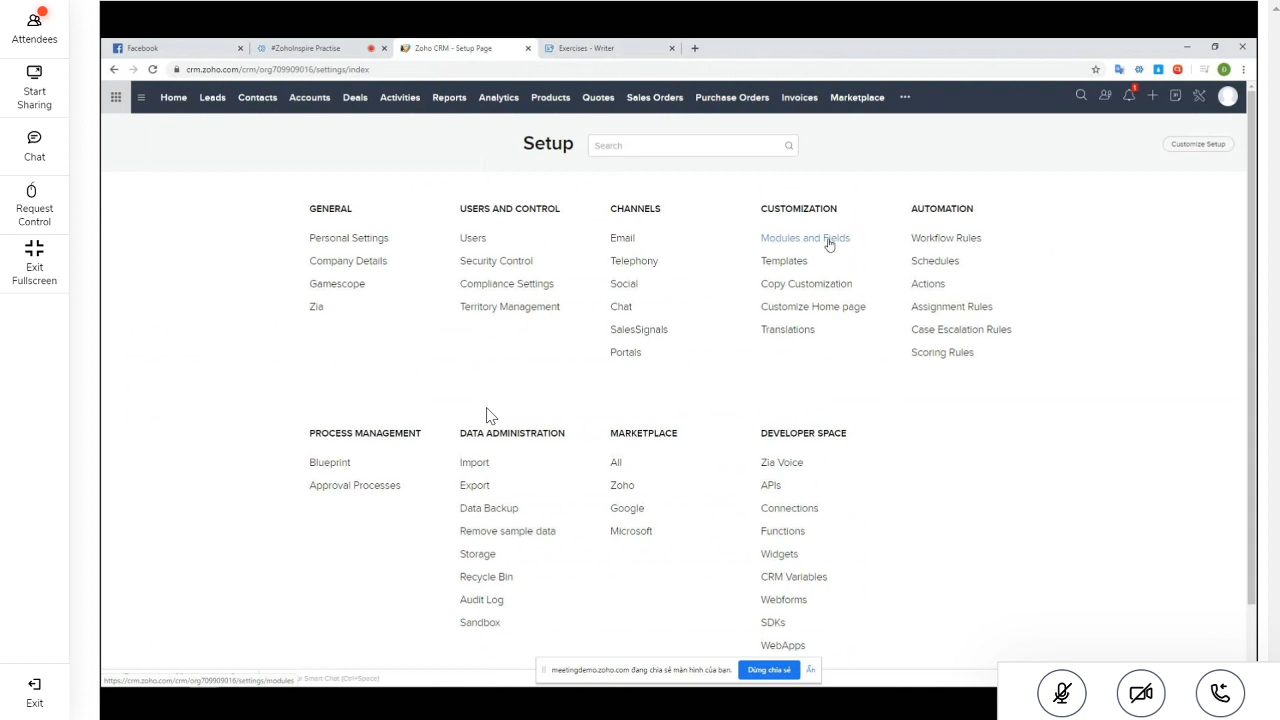 Attendees
Start
Sharing
Chat
Request
Control
Exit
Fullscreen
Exit
Facebook
#ZohoInspire Practise
Zoho CRM - Setup Page
Exercises - Writer
crm.zoho.com/crm/org709909016/settings/index
Home Leads Contacts Accounts Deals Activities Reports Analytics Products Quotes Sales Orders Purchase Orders Invoices Marketplace
1
Setup
Search
Customize Setup
GENERAL
Personal Settings
Company Details
Gamescope
Zia
USERS AND CONTROL
Users
Security Control
Compliance Settings
Territory Management
CHANNELS
Email
Telephony
Social
Chat
SalesSignals
Portals
CUSTOMIZATION
Modules and Fields
Templates
Copy Customization
Customize Home page
Translations
AUTOMATION
Workflow Rules
Schedules
Actions
Assignment Rules
Case Escalation Rules
Scoring Rules
PROCESS MANAGEMENT
Blueprint
Approval Processes
DATA ADMINISTRATION
Import
Export
Data Backup
Remove sample data
Storage
Recycle Bin
Audit Log
Sandbox
MARKETPLACE
All
Zoho
Google
Microsoft
DEVELOPER SPACE
Zia Voice
APIs
Connections
Functions
Widgets
CRM Variables
Webforms
SDKs
WebApps
meetingdemo.zoho.com đang chia sẻ màn hình của bạn. Dừng chia sẻ Ẩn
https://crm.zoho.com/crm/org709909016/settings/modules
Smart Chat (Ctrl+Space)